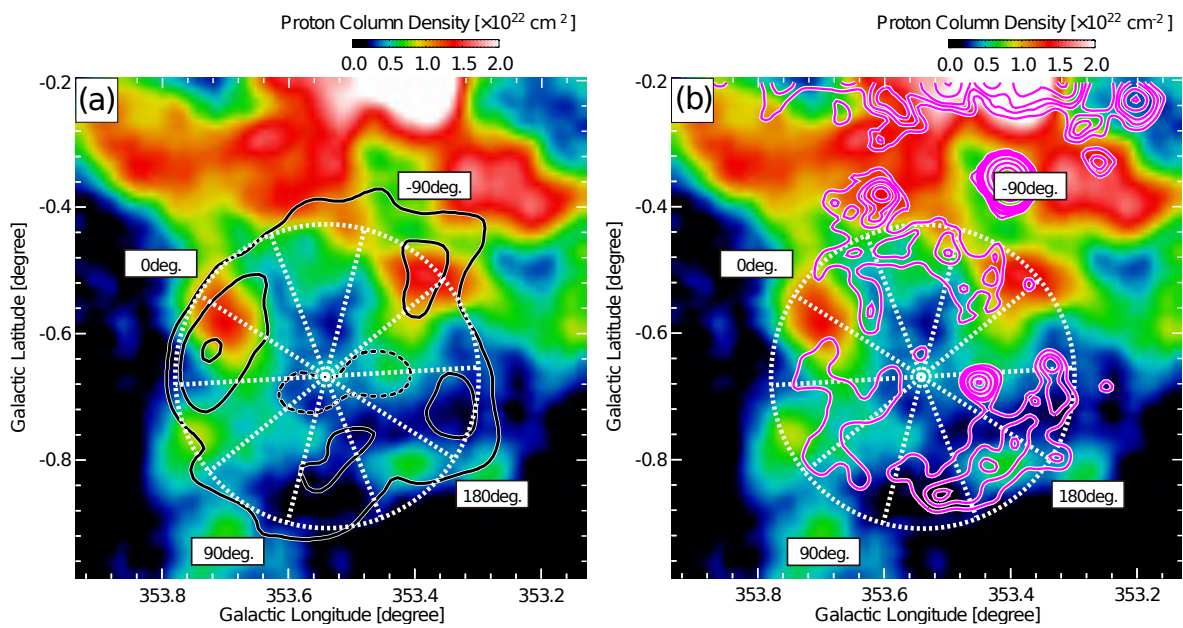 Proton Column Density [×10²² cm⁻²]
0.0 0.5 1.0 1.5 2.0
(a)
-90deg.
0deg.
180deg.
90deg.
-0.2
-0.4
-0.6
-0.8
Galactic Latitude [degree]
353.8 353.6 353.4 353.2
Galactic Longitude [degree]
Proton Column Density [×10²² cm⁻²]
0.0 0.5 1.0 1.5 2.0
(b)
-90deg.
0deg.
180deg.
90deg.
-0.2
-0.4
-0.6
-0.8
Galactic Latitude [degree]
353.8 353.6 353.4 353.2
Galactic Longitude [degree]